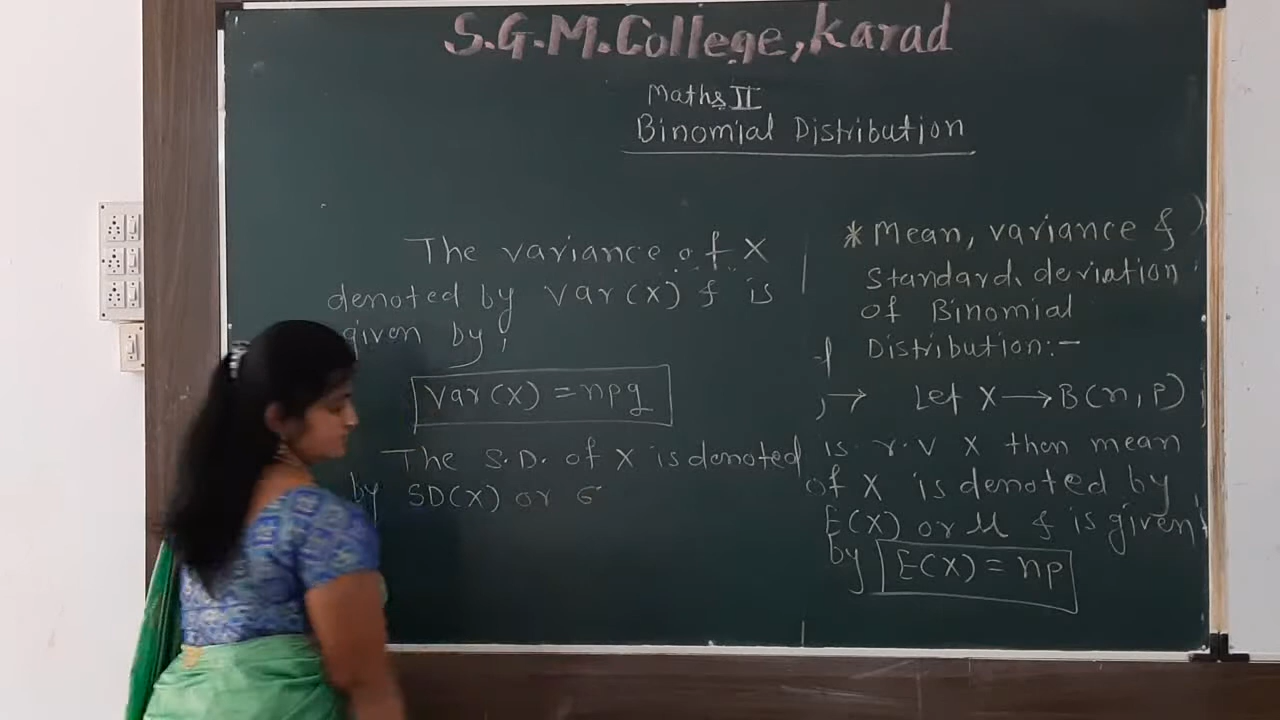 S.G.M.College, Karad
Maths II
Binomial Distribution
The variance of X
denoted by Var(X) & is
given by,
Var(X) = npq
The S.D. of X is denoted
by SD(X) or σ
* Mean, variance &
standard deviation
of Binomial
Distribution:-
→ Let X → B(n, p)
is r.v X then mean
of X is denoted by
E(X) or μ & is given
by E(X) = np